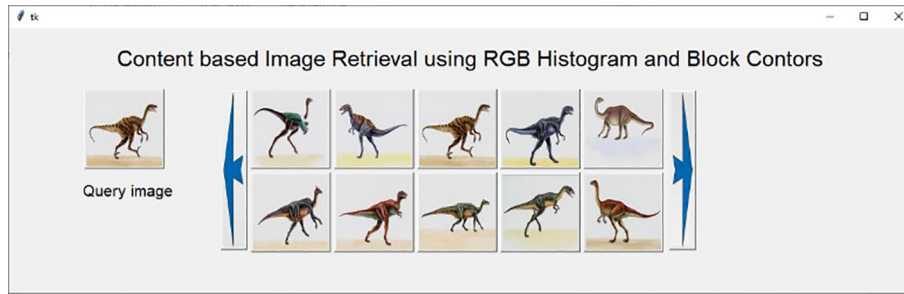 tk
Content based Image Retrieval using RGB Histogram and Block Contors
Query image